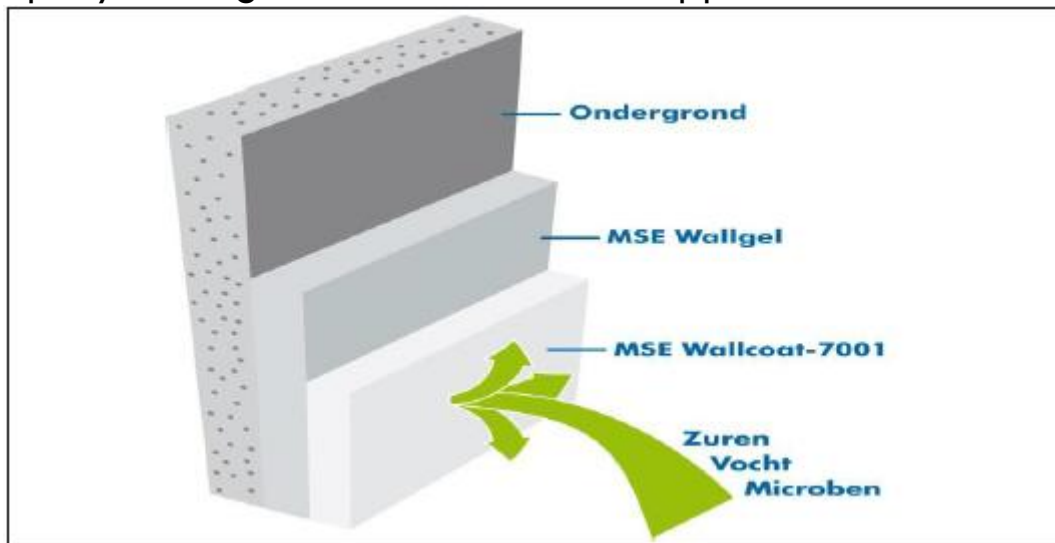 Ondergrond
MSE Wallgel
MSE Wallcoat-7001
Zuren
Vocht
Microben